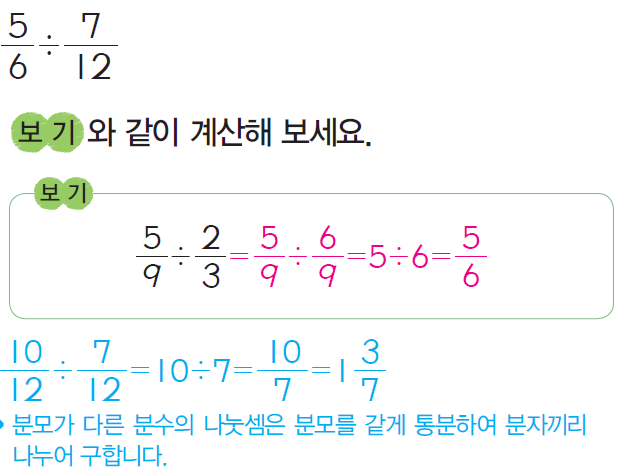 5/6 ÷ 7/12
보기 와 같이 계산해 보세요.
보기
5/9 ÷ 2/3 = 5/9 ÷ 6/9 = 5÷6 = 5/6
10/12 ÷ 7/12 = 10÷7 = 10/7 = 1 3/7
분모가 다른 분수의 나눗셈은 분모를 같게 통분하여 분자끼리
나누어 구합니다.